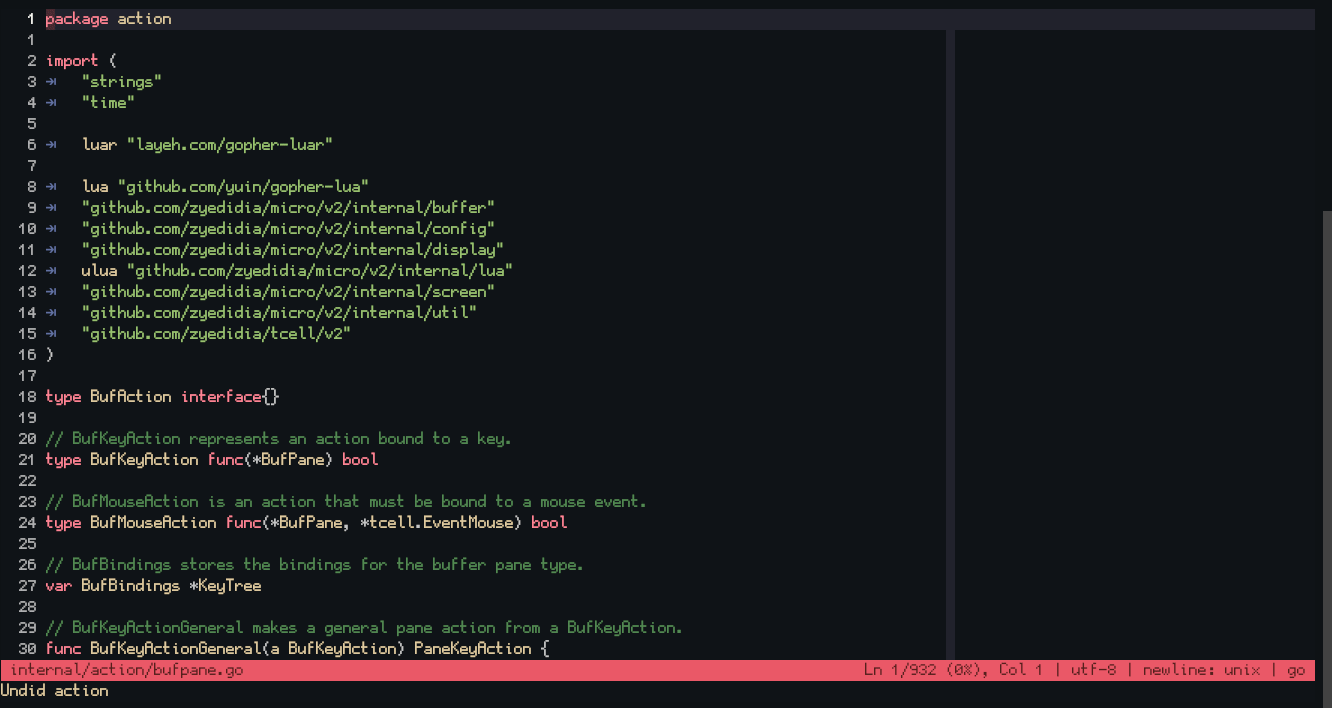 1 package action
1
2 import (
3 ⇥ "strings"
4 ⇥ "time"
5
6 ⇥ luar "layeh.com/gopher-luar"
7
8 ⇥ lua "github.com/yuin/gopher-lua"
9 ⇥ "github.com/zyedidia/micro/v2/internal/buffer"
10 ⇥ "github.com/zyedidia/micro/v2/internal/config"
11 ⇥ "github.com/zyedidia/micro/v2/internal/display"
12 ⇥ ulua "github.com/zyedidia/micro/v2/internal/lua"
13 ⇥ "github.com/zyedidia/micro/v2/internal/screen"
14 ⇥ "github.com/zyedidia/micro/v2/internal/util"
15 ⇥ "github.com/zyedidia/tcell/v2"
16 )
17
18 type BufAction interface{}
19
20 // BufKeyAction represents an action bound to a key.
21 type BufKeyAction func(*BufPane) bool
22
23 // BufMouseAction is an action that must be bound to a mouse event.
24 type BufMouseAction func(*BufPane, *tcell.EventMouse) bool
25
26 // BufBindings stores the bindings for the buffer pane type.
27 var BufBindings *KeyTree
28
29 // BufKeyActionGeneral makes a general pane action from a BufKeyAction.
30 func BufKeyActionGeneral(a BufKeyAction) PaneKeyAction {
internal/action/bufpane.go Ln 1/932 (0%), Col 1 | utf-8 | newline: unix | go
Undid action